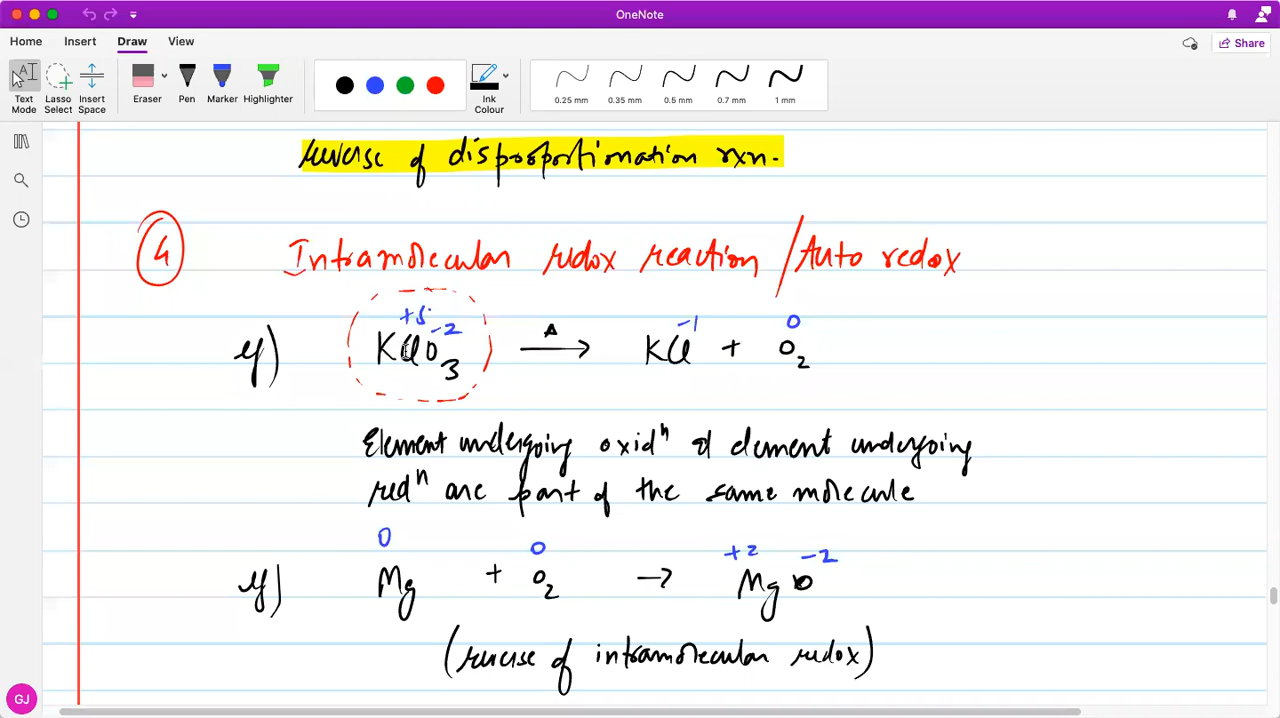 OneNote
Home Insert Draw View
Share
Text Mode
Lasso Select
Insert Space
Eraser
Pen
Marker
Highlighter
Ink Colour
0.25 mm 0.35 mm 0.5 mm 0.7 mm 1 mm
reverse of disproportionation rxn.
4 Intramolecular redox reaction / Auto redox
+5 -2 -1 0
eg) KClO3 Δ→ KCl + O2
Element undergoing oxidn & element undergoing
redn are part of the same molecule
0 0 +2 -2
eg) Mg + O2 → MgO
(reverse of intramolecular redox)
GJ